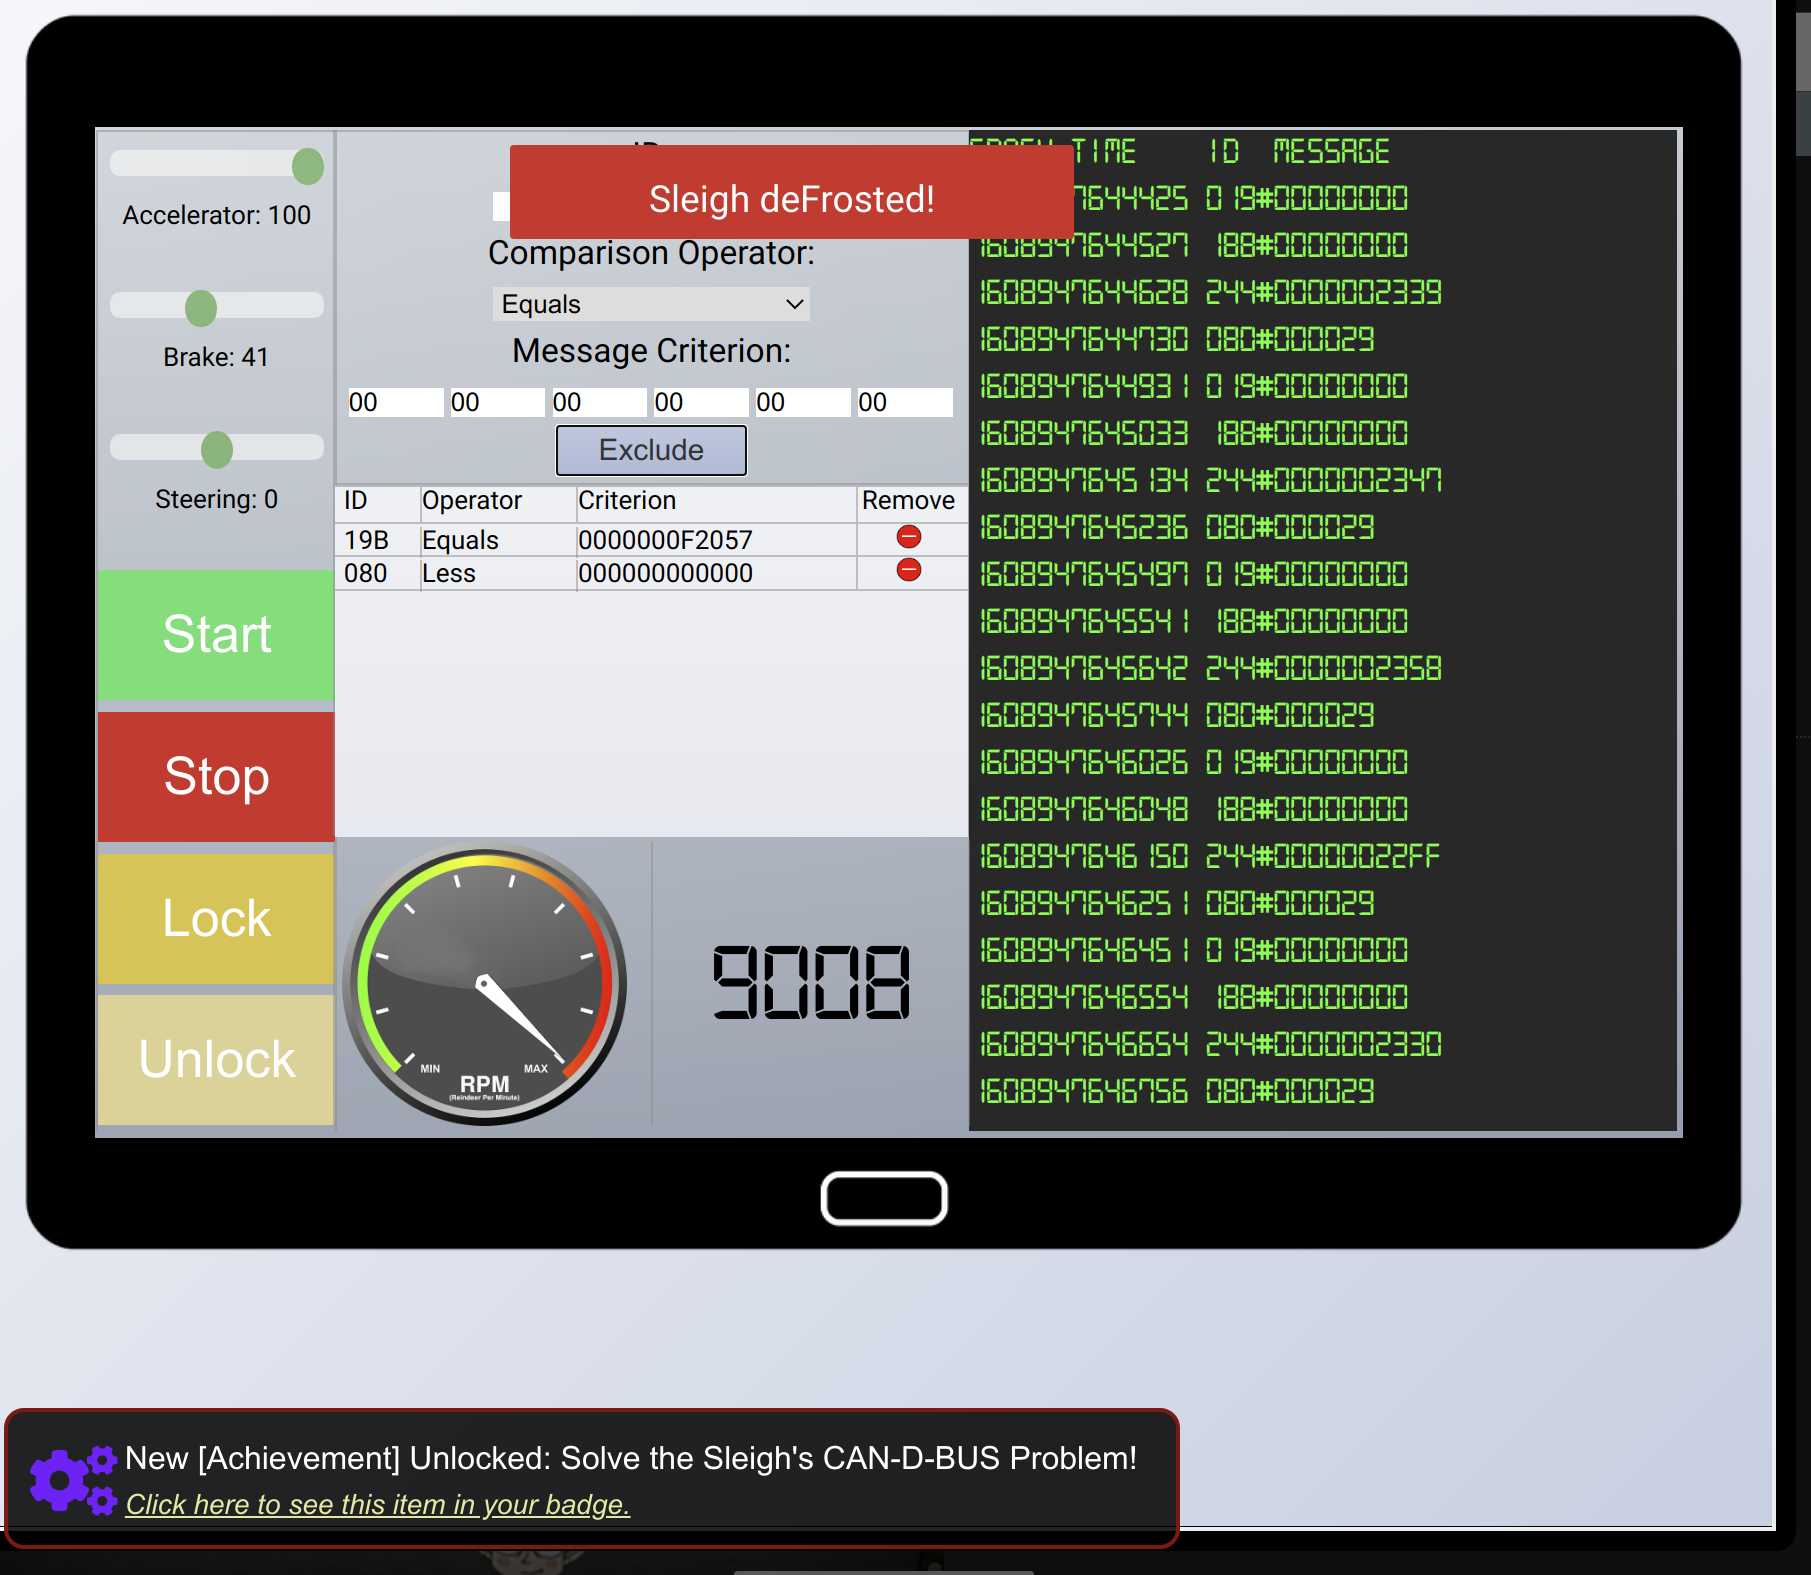 Accelerator: 100
Brake: 41
Steering: 0
Start
Stop
Lock
Unlock
Sleigh deFrosted!
Comparison Operator:
Equals
Message Criterion:
00 00 00 00 00 00
Exclude
ID Operator Criterion Remove
19B Equals 0000000F2057
080 Less 000000000000
MIN MAX
RPM
(Reindeer Per Minute)
9008
TIME ID MESSAGE
7644425 019#00000000
1608947644527 188#00000000
1608947644628 244#0000002339
1608947644730 080#000029
1608947644931 019#00000000
1608947645033 188#00000000
1608947645134 244#0000002347
1608947645236 080#000029
1608947645497 019#00000000
1608947645541 188#00000000
1608947645642 244#0000002358
1608947645744 080#000029
1608947646026 019#00000000
1608947646048 188#00000000
1608947646150 244#00000022FF
1608947646251 080#000029
1608947646451 019#00000000
1608947646554 188#00000000
1608947646654 244#0000002330
1608947646756 080#000029
New [Achievement] Unlocked: Solve the Sleigh's CAN-D-BUS Problem!
Click here to see this item in your badge.